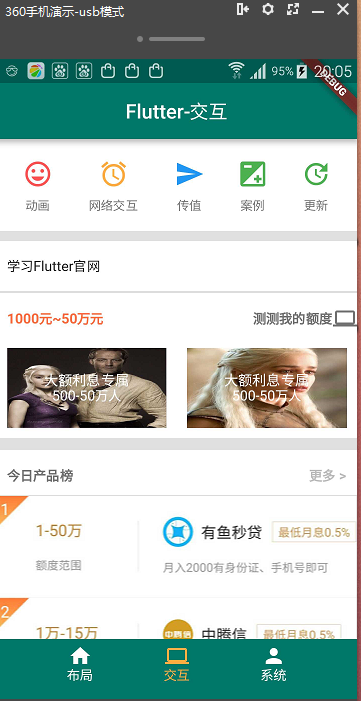 360手机演示-usb模式
95% 20:05
DEBUG
Flutter-交互
动画 网络交互 传值 案例 更新
学习Flutter官网
1000元~50万元 测测我的额度
大额利息专属 大额利息专属
500-50万人 500-50万人
今日产品榜 更多 >
1
1-50万 有鱼秒贷 最低月息0.5%
额度范围 月入2000有身份证、手机号即可
2
1万-15万 中腾信 中腾信 最低月息0.5%
布局 交互 系统